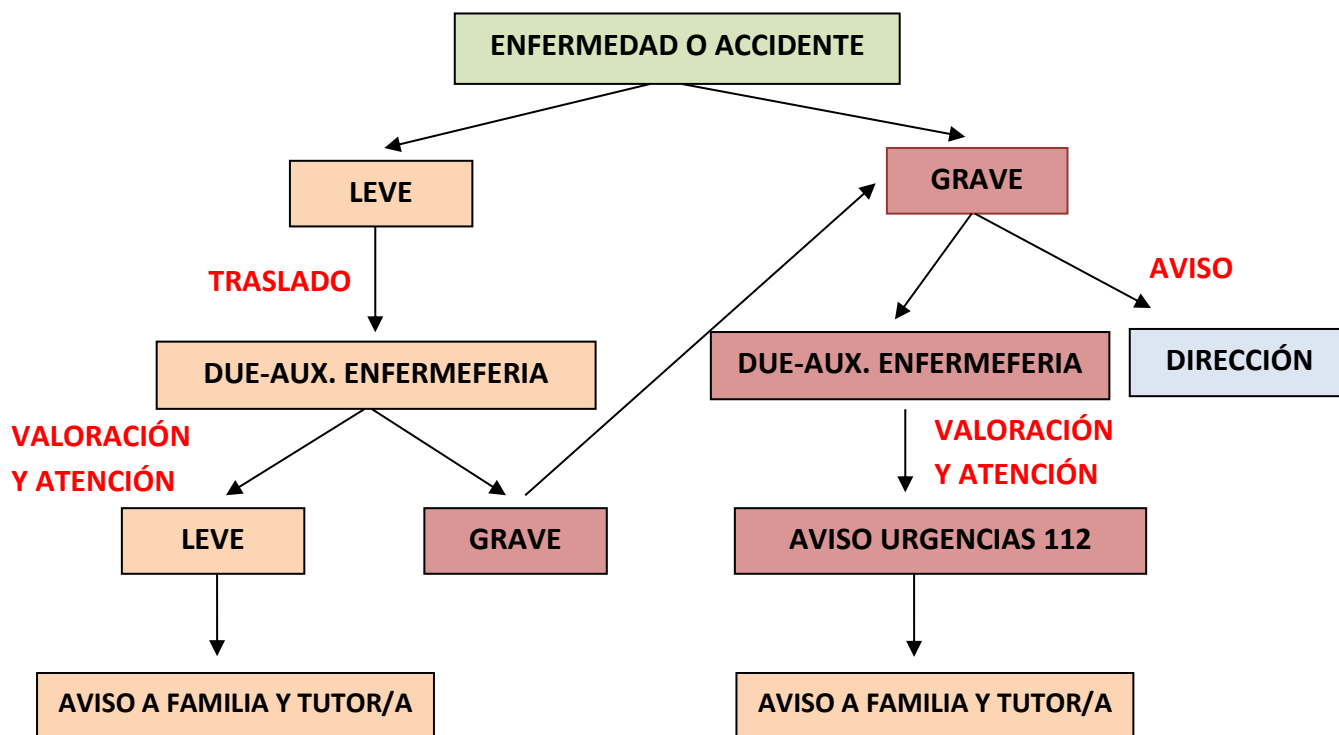 ENFERMEDAD O ACCIDENTE
LEVE
GRAVE
TRASLADO
AVISO
DUE-AUX. ENFERMEFERIA
DUE-AUX. ENFERMEFERIA
DIRECCIÓN
VALORACIÓN
Y ATENCIÓN
VALORACIÓN
Y ATENCIÓN
LEVE
GRAVE
AVISO URGENCIAS 112
AVISO A FAMILIA Y TUTOR/A
AVISO A FAMILIA Y TUTOR/A